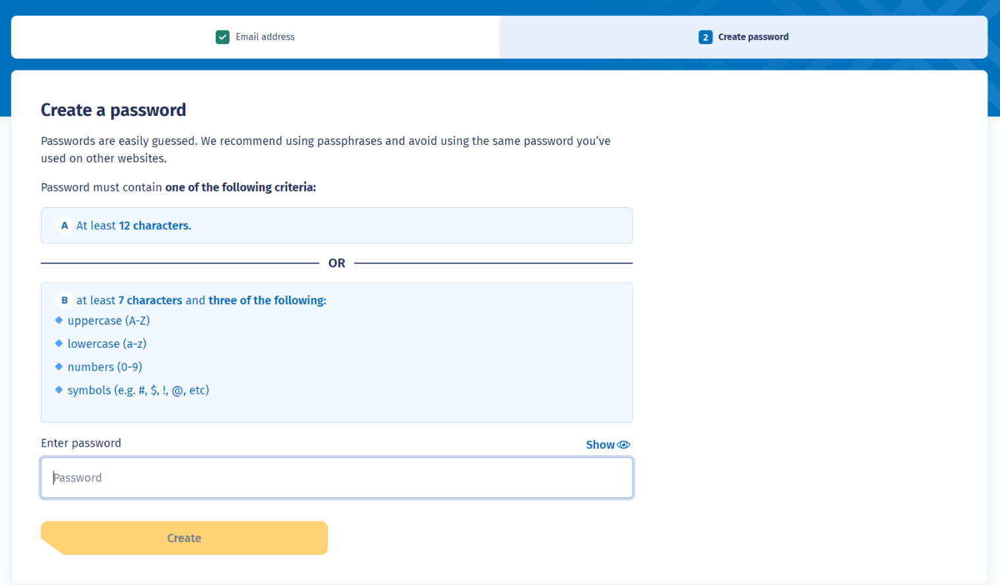 Email address
2 Create password
Create a password
Passwords are easily guessed. We recommend using passphrases and avoid using the same password you’ve
used on other websites.
Password must contain one of the following criteria:
A At least 12 characters.
OR
B at least 7 characters and three of the following:
uppercase (A-Z)
lowercase (a-z)
numbers (0-9)
symbols (e.g. #, $, !, @, etc)
Enter password
Show
Password
Create